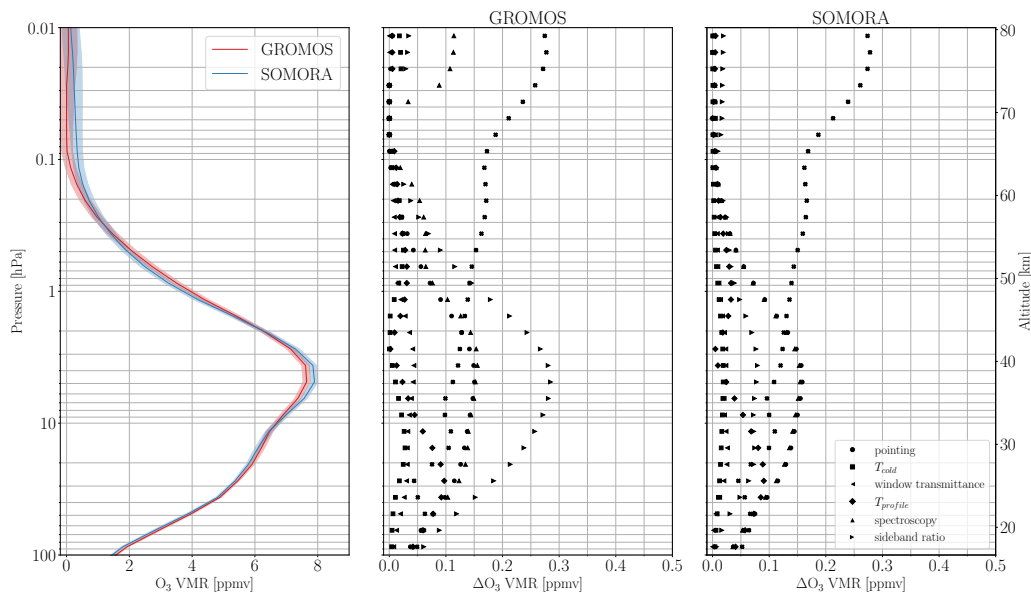 GROMOS
SOMORA
0.01
0.1
1
10
100
Pressure [hPa]
0
2
4
6
8
O3 VMR [ppmv]
GROMOS
SOMORA
0.0
0.1
0.2
0.3
0.4
0.5
ΔO3 VMR [ppmv]
0.0
0.1
0.2
0.3
0.4
0.5
ΔO3 VMR [ppmv]
80
70
60
50
40
30
20
Altitude [km]
pointing
Tcold
window transmittance
Tprofile
spectroscopy
sideband ratio